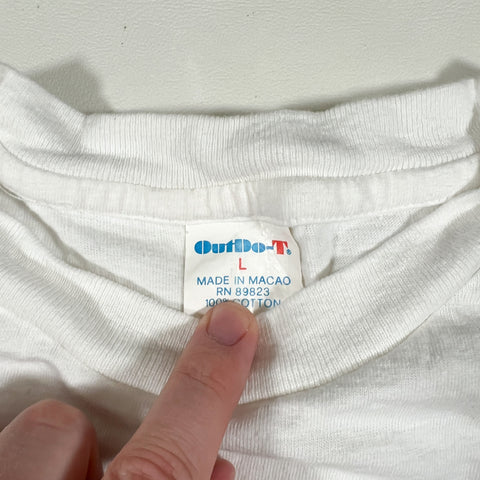 OutDo-T®
L
MADE IN MACAO
RN 89823
100% COTTON